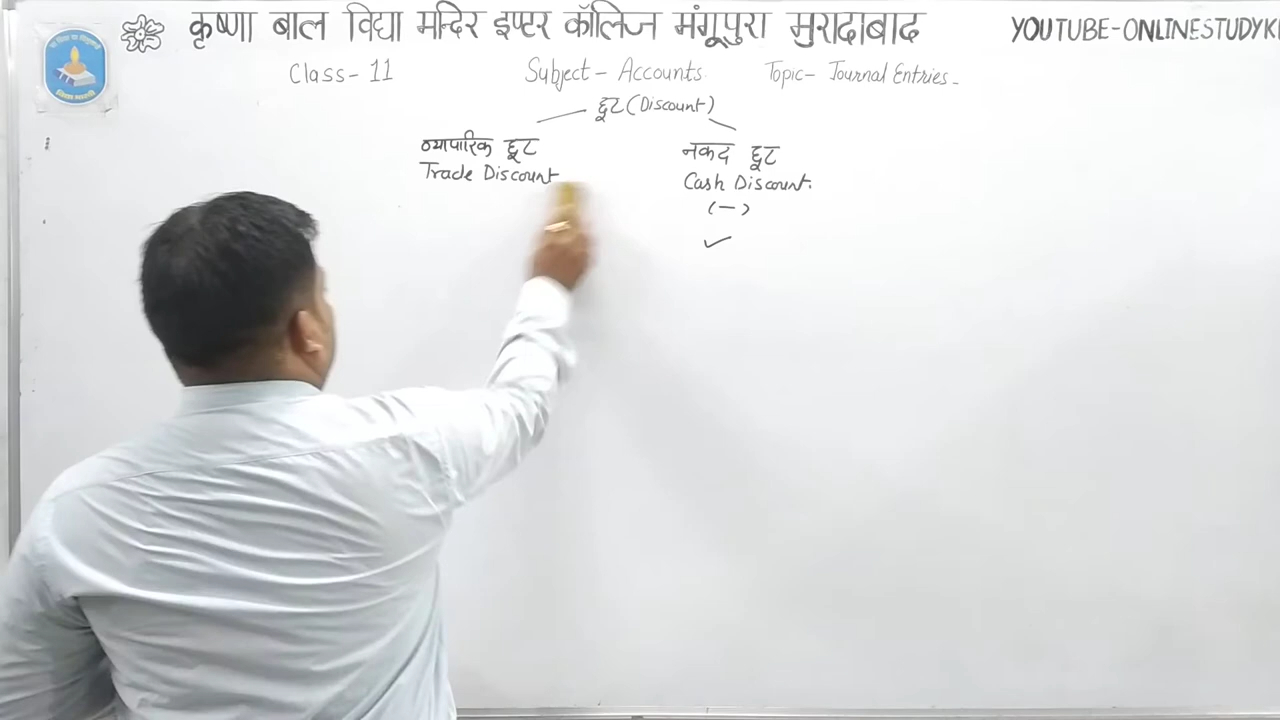 कृष्णा बाल विद्या मन्दिर इण्टर कॉलिज मंगूपुरा मुरादाबाद
YOUTUBE-ONLINESTUDYK
Class-11 Subject-Accounts. Topic-Journal Entries-
छूट (Discount)
व्यापारिक छूट
Trade Discount
नकद छूट
Cash Discount.
(-)